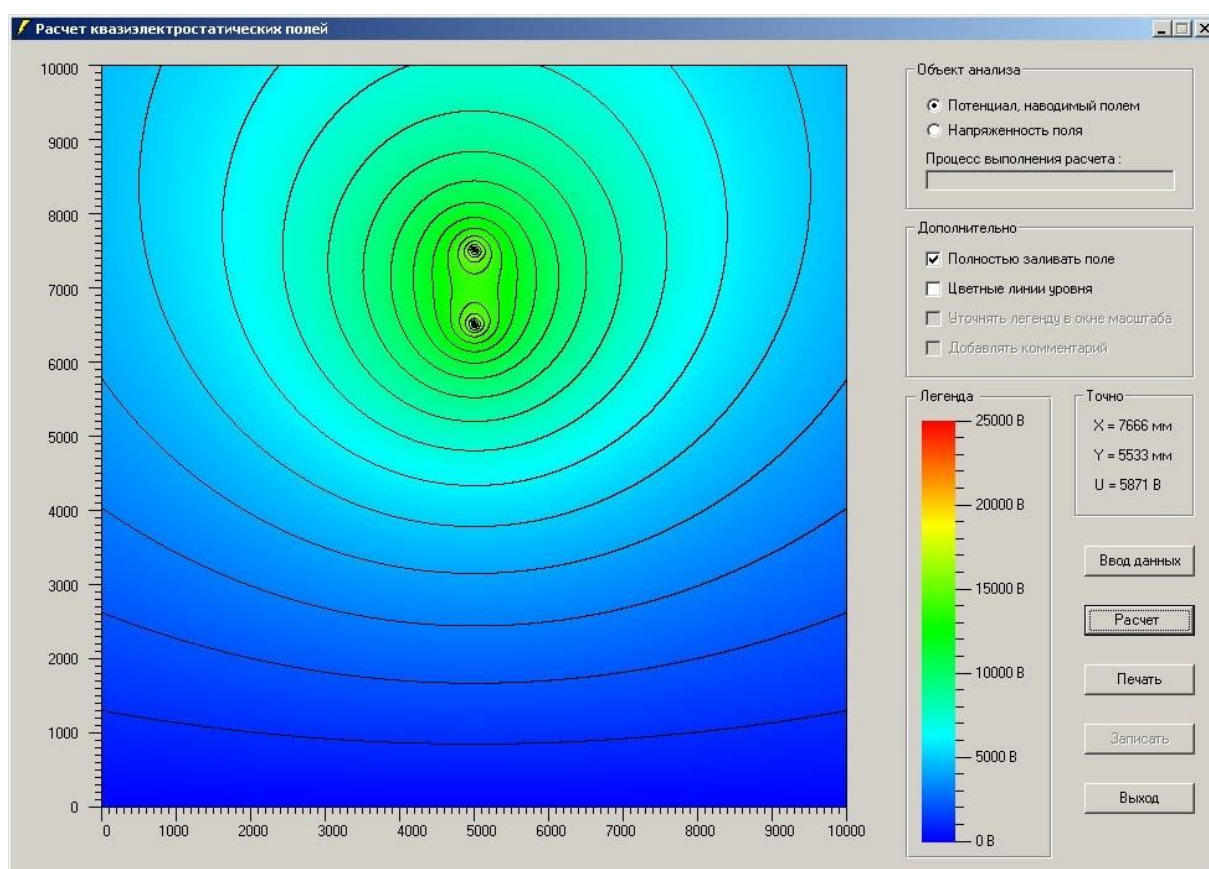 Расчет квазиэлектростатических полей
10000
9000
8000
7000
6000
5000
4000
3000
2000
1000
0
0 1000 2000 3000 4000 5000 6000 7000 8000 9000 10000
Объект анализа
Потенциал, наводимый полем
Напряженность поля
Процесс выполнения расчета :
Дополнительно
Полностью заливать поле
Цветные линии уровня
Уточнять легенду в окне масштаба
Добавлять комментарий
Легенда
25000 В
20000 В
15000 В
10000 В
5000 В
0 В
Точно
X = 7666 мм
Y = 5533 мм
U = 5871 В
Ввод данных
Расчет
Печать
Записать
Выход